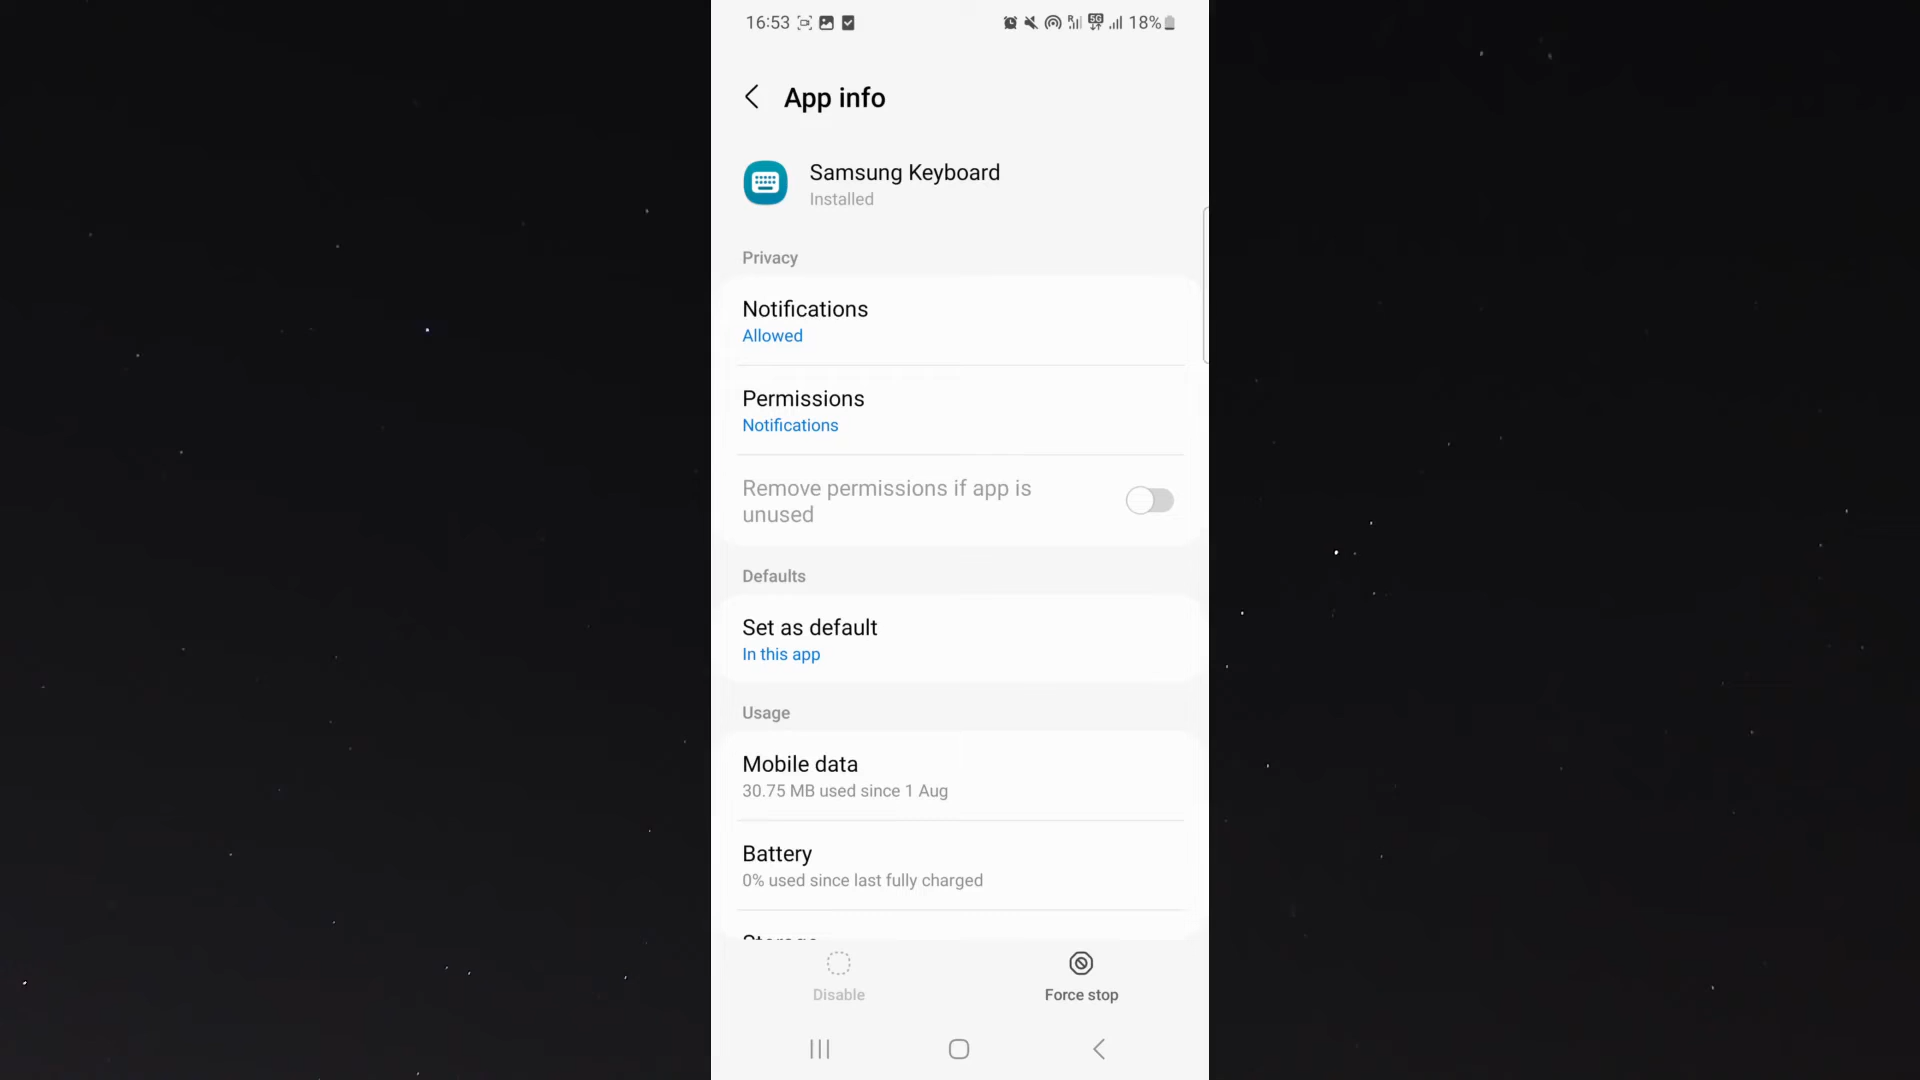 16:53 18%
App info
Samsung Keyboard
Installed
Privacy
Notifications
Allowed
Permissions
Notifications
Remove permissions if app is
unused
Defaults
Set as default
In this app
Usage
Mobile data
30.75 MB used since 1 Aug
Battery
0% used since last fully charged
Storage
Disable Force stop